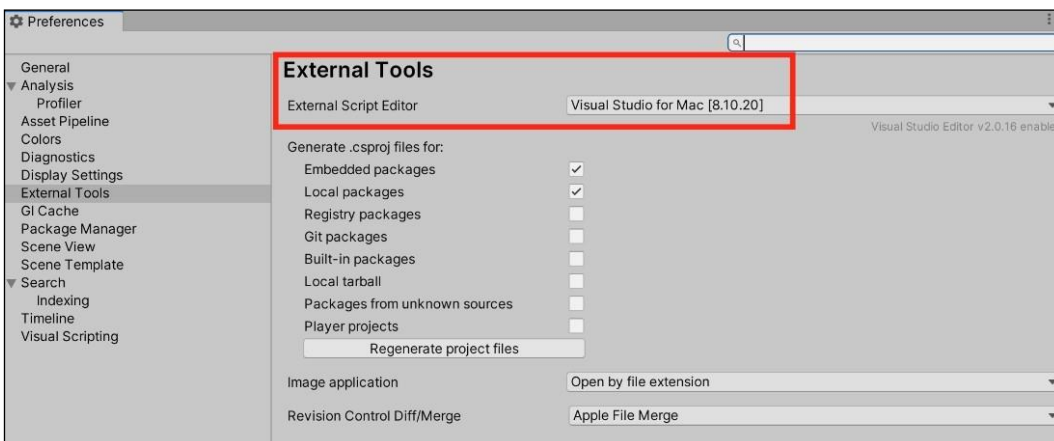 Preferences
General
Analysis
Profiler
Asset Pipeline
Colors
Diagnostics
Display Settings
External Tools
GI Cache
Package Manager
Scene View
Scene Template
Search
Indexing
Timeline
Visual Scripting
External Tools
External Script Editor Visual Studio for Mac [8.10.20]
Visual Studio Editor v2.0.16 enable
Generate .csproj files for:
Embedded packages
Local packages
Registry packages
Git packages
Built-in packages
Local tarball
Packages from unknown sources
Player projects
Regenerate project files
Image application Open by file extension
Revision Control Diff/Merge Apple File Merge